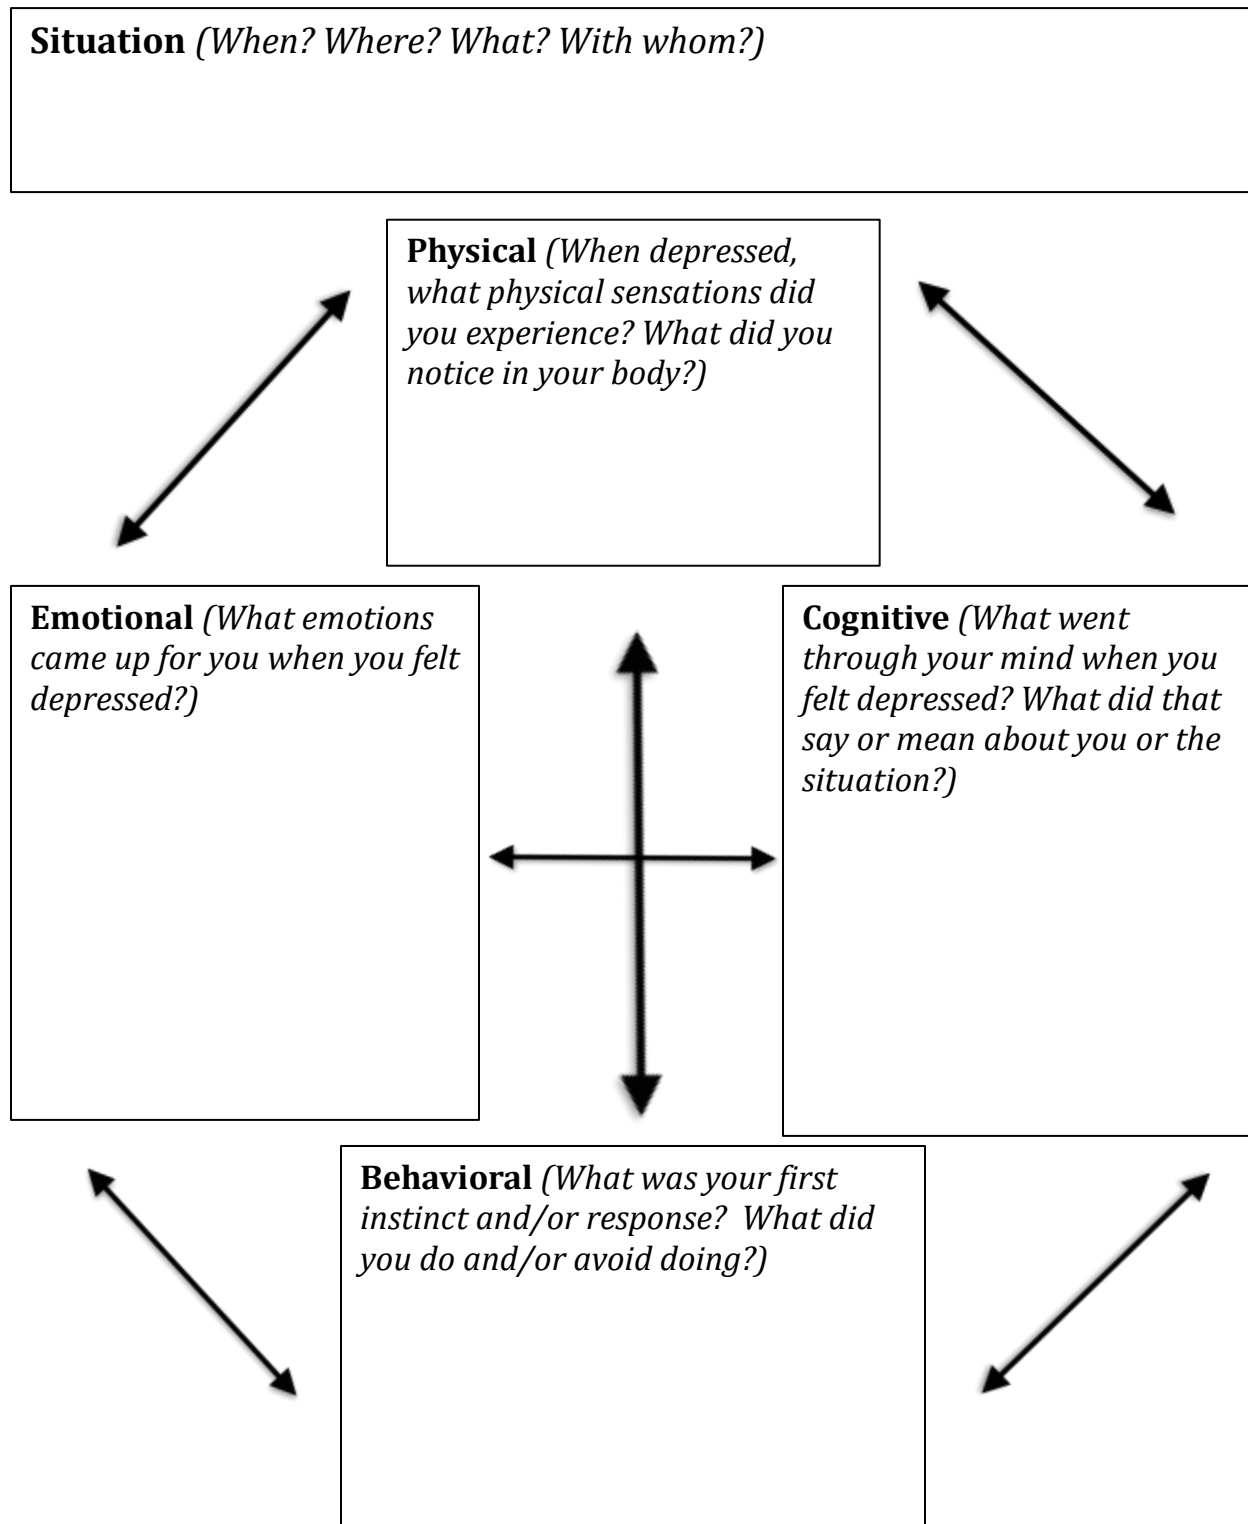 Situation (When? Where? What? With whom?)
Physical (When depressed,
what physical sensations did
you experience? What did you
notice in your body?)
Emotional (What emotions
came up for you when you felt
depressed?)
Cognitive (What went
through your mind when you
felt depressed? What did that
say or mean about you or the
situation?)
Behavioral (What was your first
instinct and/or response?  What did
you do and/or avoid doing?)